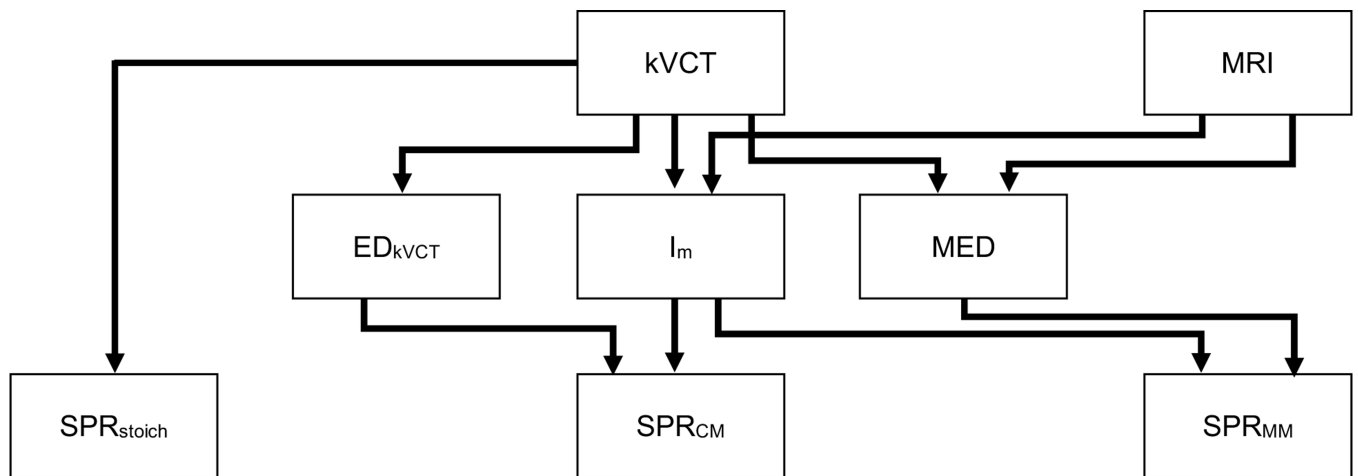 kVCT
MRI
EDkVCT
Im
MED
SPRstoich
SPRCM
SPRMM